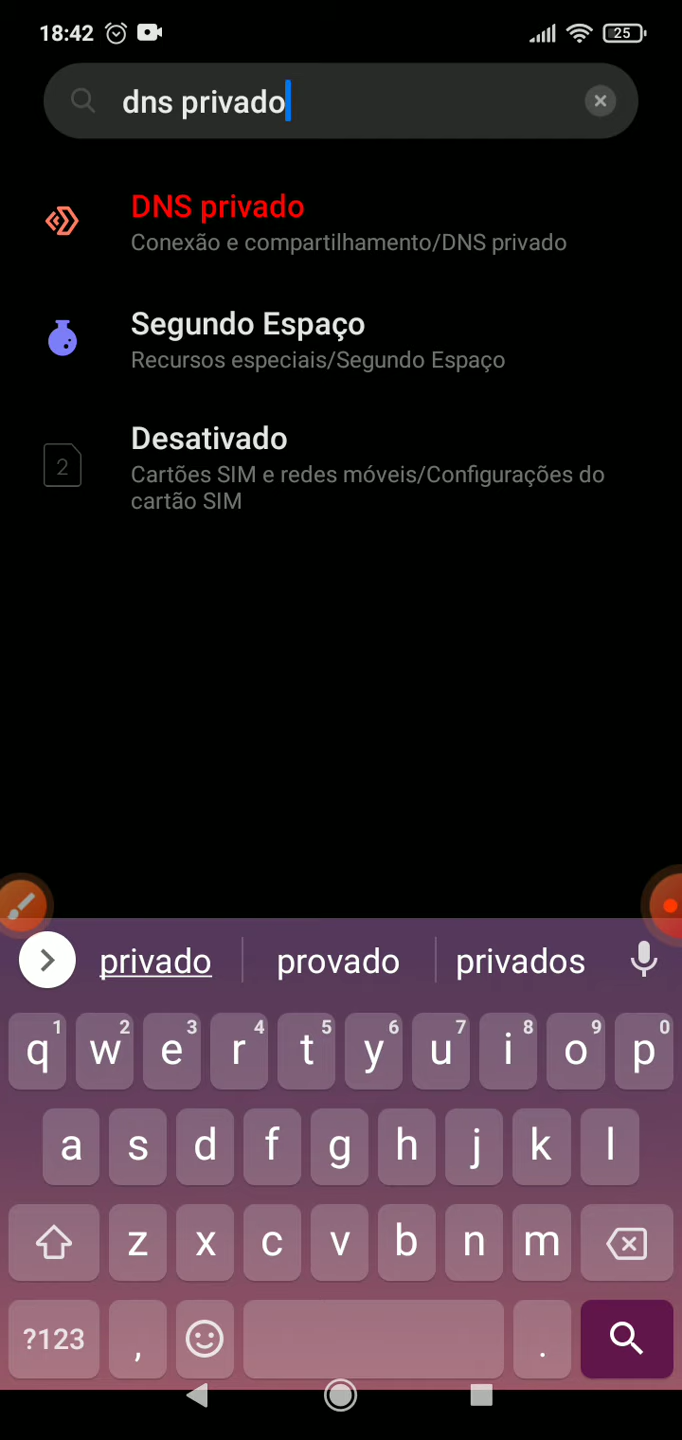 18:42 25
dns privado
DNS privado
Conexão e compartilhamento/DNS privado
Segundo Espaço
Recursos especiais/Segundo Espaço
Desativado
2
Cartões SIM e redes móveis/Configurações do
cartão SIM
privado provado privados
1 2 3 4 5 6 7 8 9 0
q w e r t y u i o p
a s d f g h j k l
z x c v b n m
?123 , .